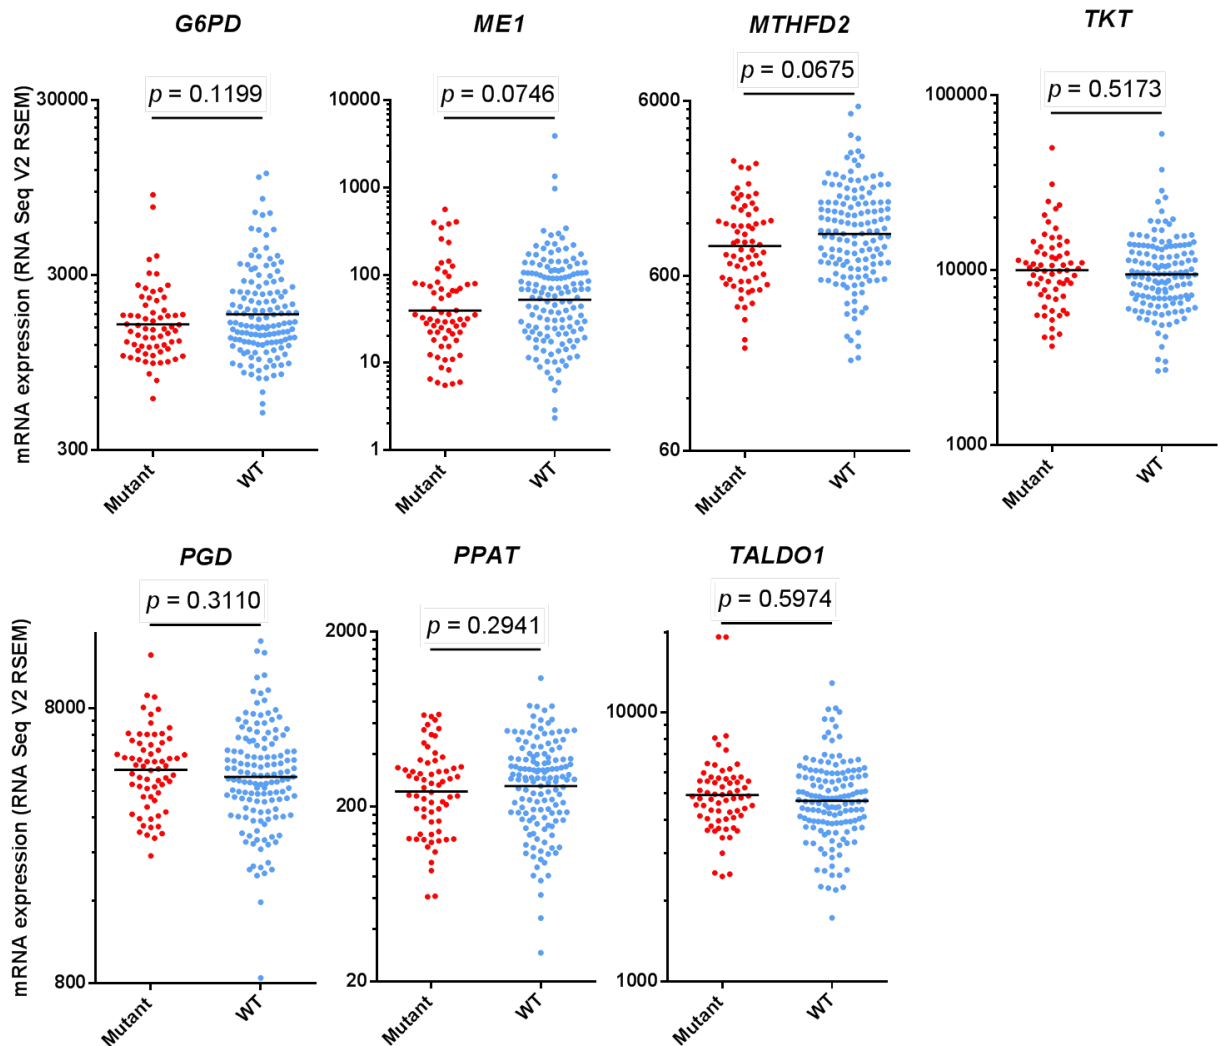 G6PD
ME1
MTHFD2
TKT
p = 0.1199
p = 0.0746
p = 0.0675
p = 0.5173
mRNA expression (RNA Seq V2 RSEM)
30000
3000
300
Mutant
WT
10000
1000
100
10
1
Mutant
WT
6000
600
60
Mutant
WT
100000
10000
1000
Mutant
WT
PGD
PPAT
TALDO1
p = 0.3110
p = 0.2941
p = 0.5974
mRNA expression (RNA Seq V2 RSEM)
8000
800
Mutant
WT
2000
200
20
Mutant
WT
10000
1000
Mutant
WT